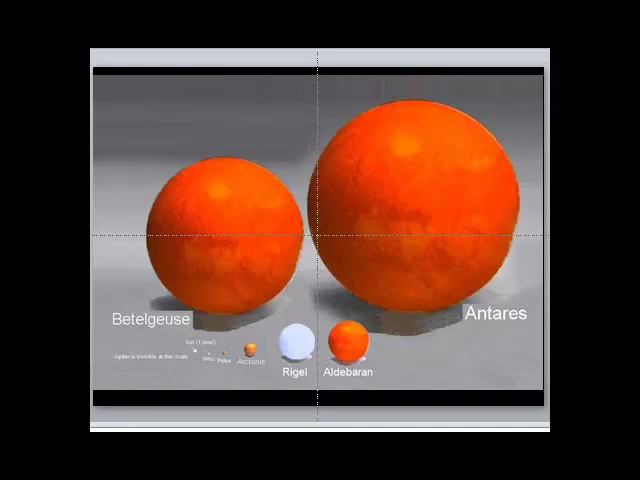 Betelgeuse
Antares
Sun (1 pixel)
Jupiter is invisible at this scale
Sirius
Pollux
Arcturus
Rigel
Aldebaran